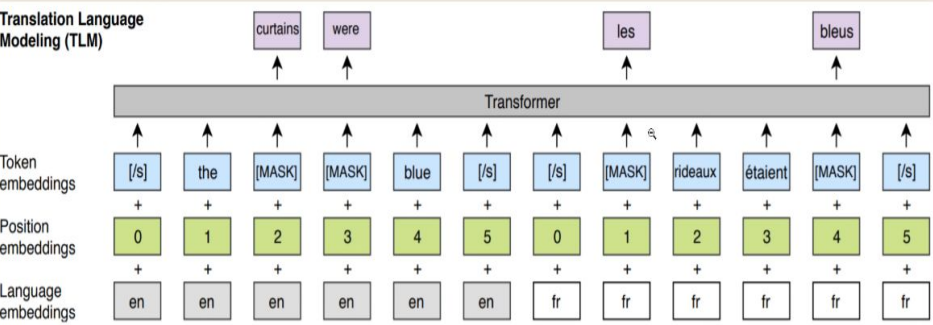 Translation Language
Modeling (TLM)
curtains were les bleus
Transformer
Token
embeddings
[/s] the [MASK] [MASK] blue [/s] [/s] [MASK] rideaux étaient [MASK] [/s]
+ + + + + + + + + + + +
Position
embeddings
0 1 2 3 4 5 0 1 2 3 4 5
+ + + + + + + + + + + +
Language
embeddings
en en en en en en fr fr fr fr fr fr